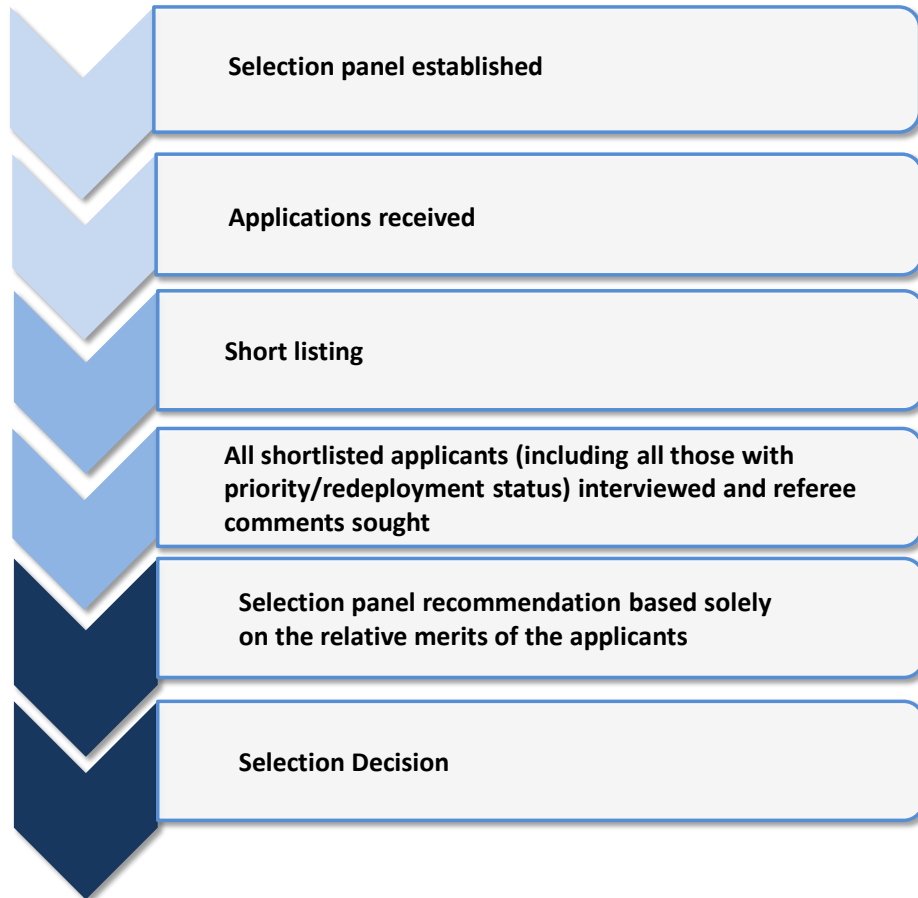 Selection panel established
Applications received
Short listing
All shortlisted applicants (including all those with
priority/redeployment status) interviewed and referee
comments sought
Selection panel recommendation based solely
on the relative merits of the applicants
Selection Decision